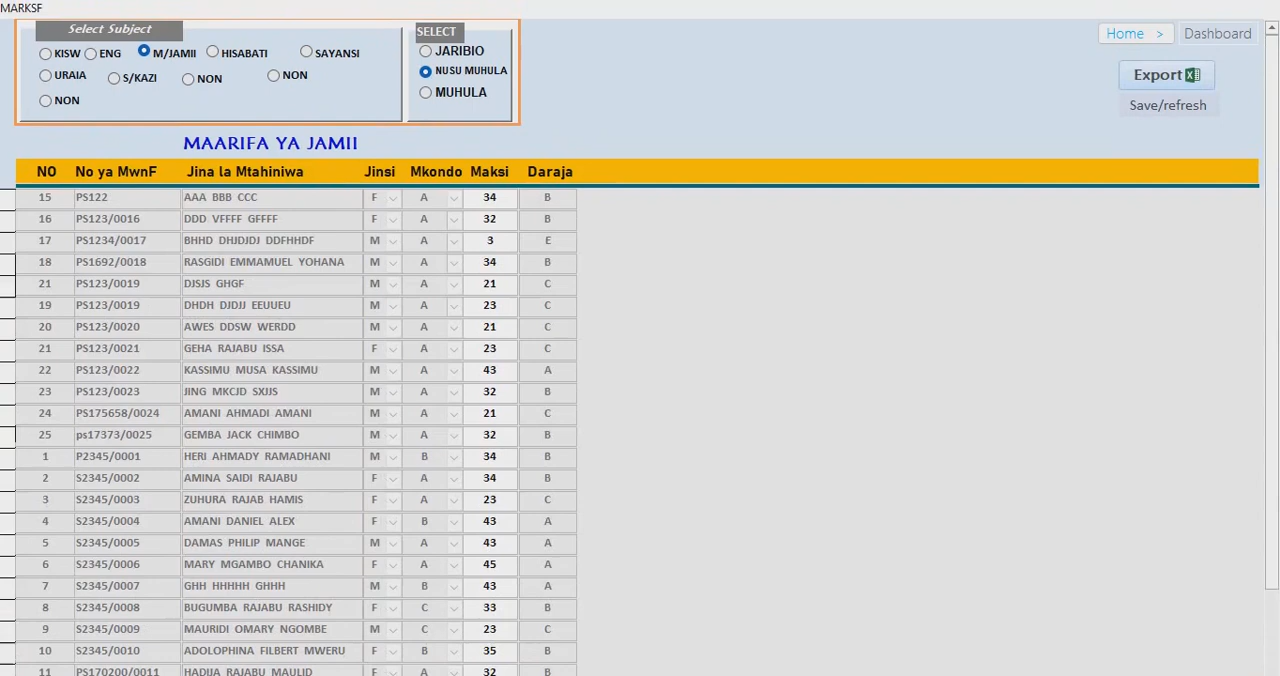 MARKSF
Select Subject
SELECT
KISW ENG M/JAMII HISABATI SAYANSI
URAIA S/KAZI NON NON
NON
JARIBIO
NUSU MUHULA
MUHULA
Home > Dashboard
Export
Save/refresh
MAARIFA YA JAMII
NO No ya MwnF Jina la Mtahiniwa Jinsi Mkondo Maksi Daraja
15 PS122 AAA BBB CCC F A 34 B
16 PS123/0016 DDD VFFFF GFFFF F A 32 B
17 PS1234/0017 BHHD DHJDJDJ DDFHHDF M A 3 E
18 PS1692/0018 RASGIDI EMMAMUEL YOHANA M A 34 B
21 PS123/0019 DJSJS GHGF M A 21 C
19 PS123/0019 DHDH DJDJJ EEUUEU M A 23 C
20 PS123/0020 AWES DDSW WERDD M A 21 C
21 PS123/0021 GEHA RAJABU ISSA F A 23 C
22 PS123/0022 KASSIMU MUSA KASSIMU M A 43 A
23 PS123/0023 JING MKCJD SXJJS M A 32 B
24 PS175658/0024 AMANI AHMADI AMANI M A 21 C
25 ps17373/0025 GEMBA JACK CHIMBO M A 32 B
1 P2345/0001 HERI AHMADY RAMADHANI M B 34 B
2 S2345/0002 AMINA SAIDI RAJABU F A 34 B
3 S2345/0003 ZUHURA RAJAB HAMIS F A 23 C
4 S2345/0004 AMANI DANIEL ALEX F B 43 A
5 S2345/0005 DAMAS PHILIP MANGE M A 43 A
6 S2345/0006 MARY MGAMBO CHANIKA F A 45 A
7 S2345/0007 GHH HHHHH GHHH M B 43 A
8 S2345/0008 BUGUMBA RAJABU RASHIDY F C 33 B
9 S2345/0009 MAURIDI OMARY NGOMBE M C 23 C
10 S2345/0010 ADOLOPHINA FILBERT MWERU F B 35 B
11 PS170200/0011 HADIJA RAJABU MAULID F A 32 B